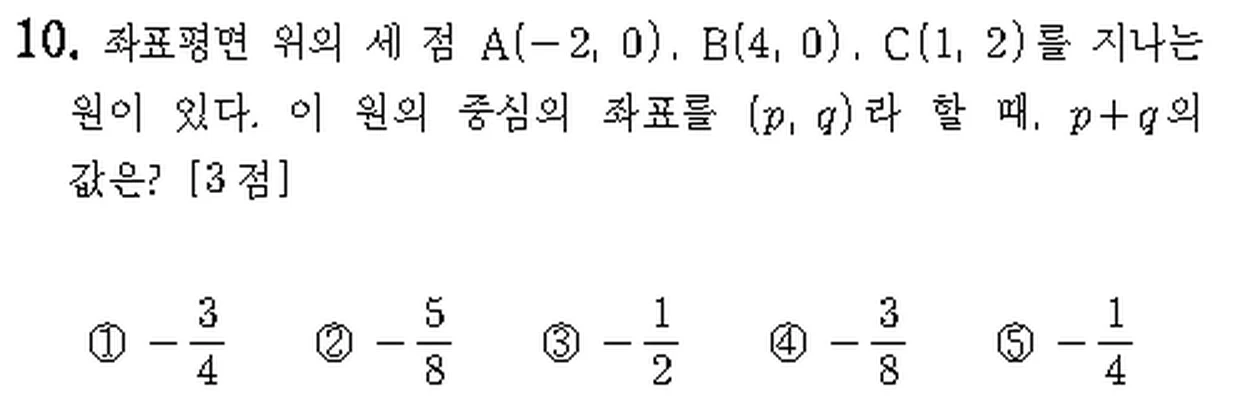 10. 좌표평면 위의 세 점 A(−2, 0), B(4, 0), C(1, 2)를 지나는
원이 있다. 이 원의 중심의 좌표를 (p, q)라 할 때, p+q의
값은? [3점]
① −3/4 ② −5/8 ③ −1/2 ④ −3/8 ⑤ −1/4